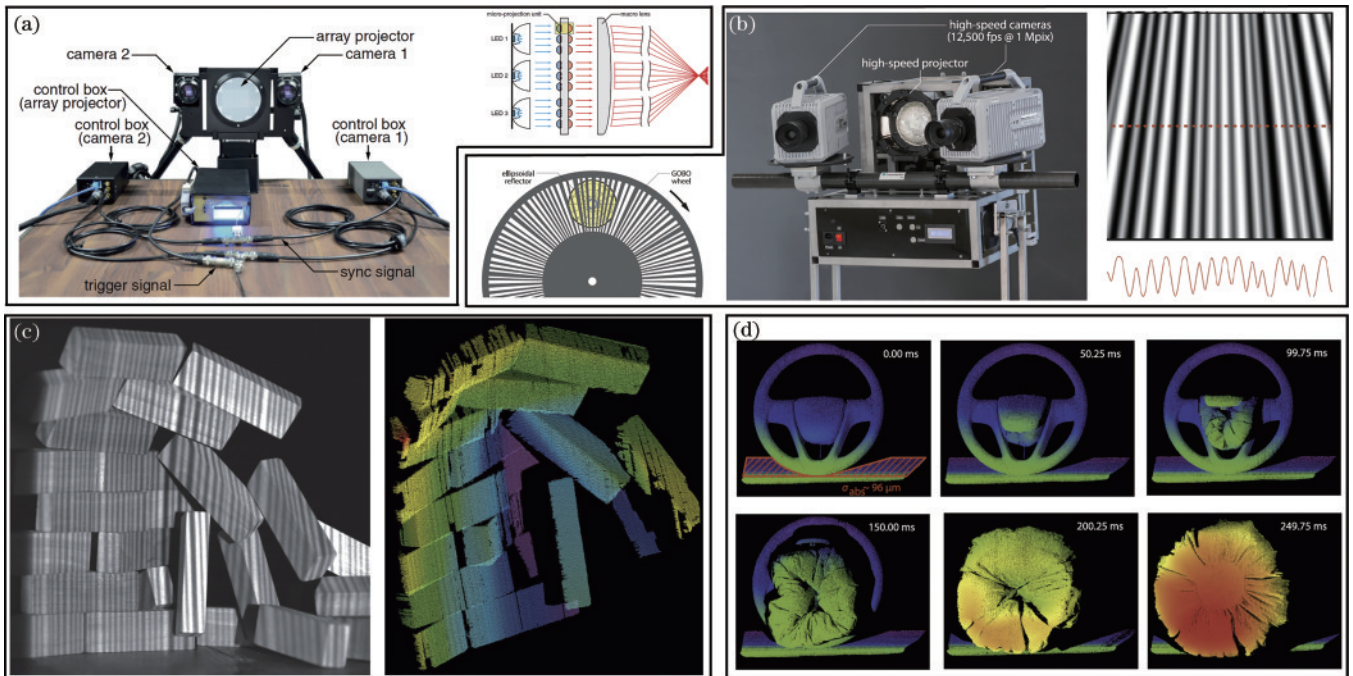 (a)
array projector
camera 2
camera 1
control box
(array projector)
control box
(camera 2)
control box
(camera 1)
sync signal
trigger signal
micro-projection unit
macro lens
LED 1
LED 2
LED 3
ellipsoidal
reflector
GOBO
wheel
(b)
high-speed cameras
(12,500 fps @ 1 Mpix)
high-speed projector
(c)
(d)
0.00 ms
50.25 ms
99.75 ms
σabs ~ 96 μm
150.00 ms
200.25 ms
249.75 ms